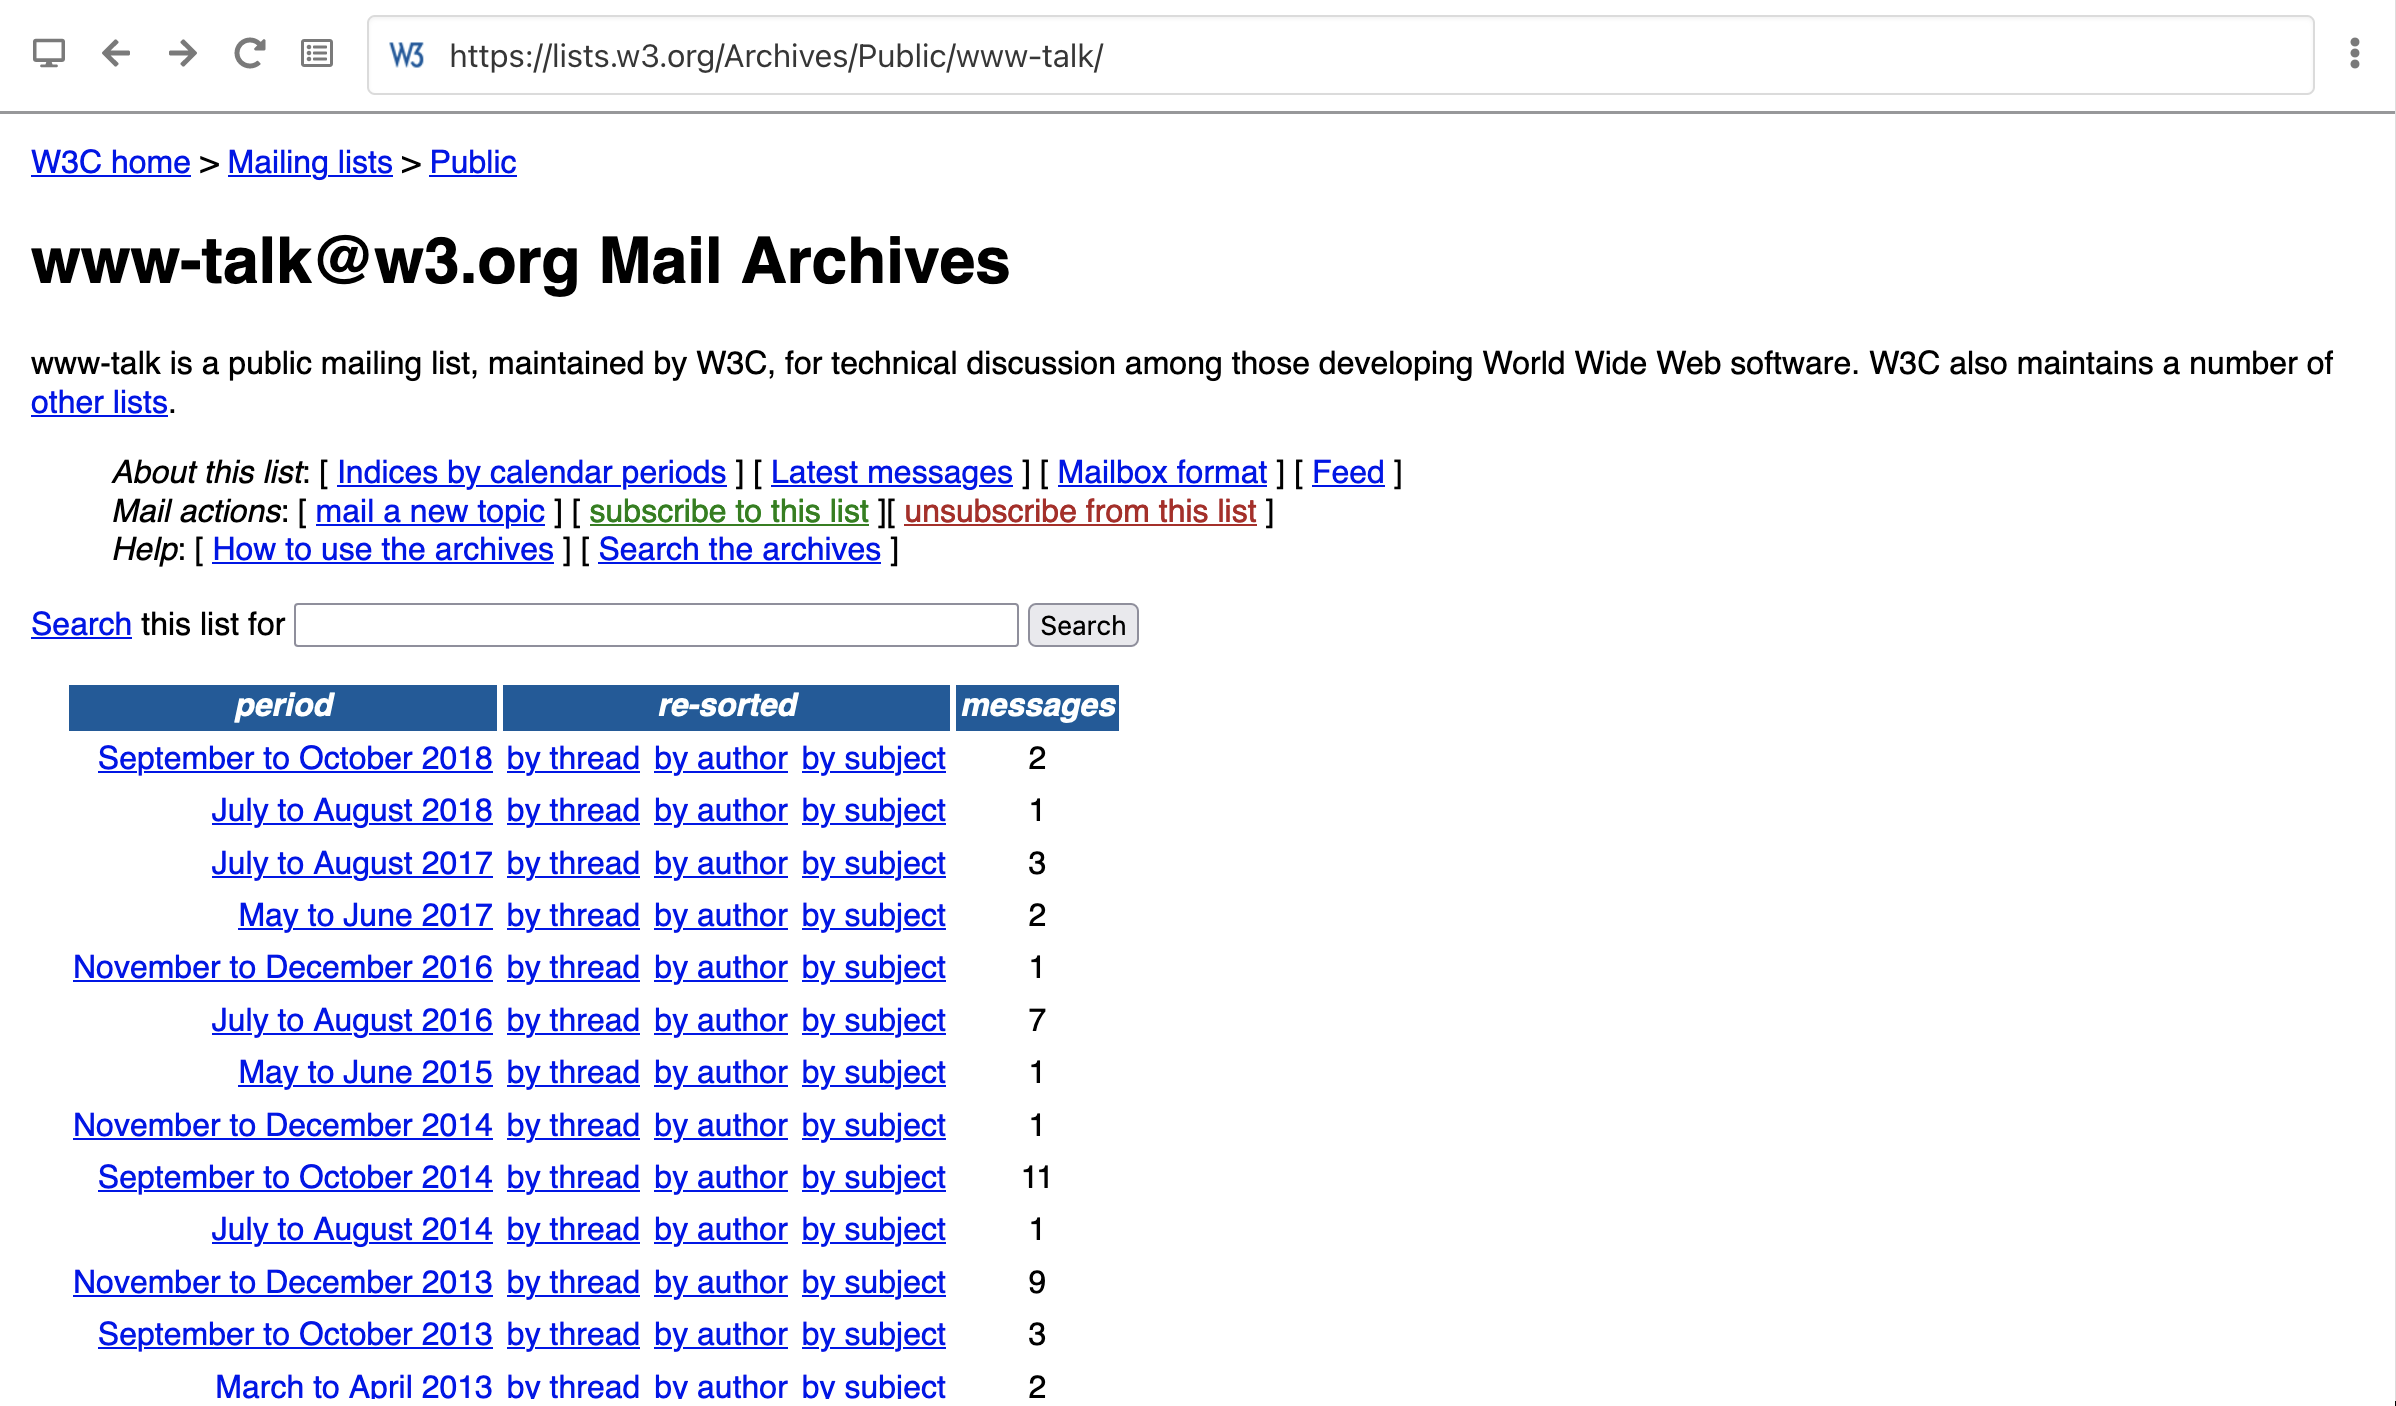 W3 https://lists.w3.org/Archives/Public/www-talk/
W3C home > Mailing lists > Public
www-talk@w3.org Mail Archives
www-talk is a public mailing list, maintained by W3C, for technical discussion among those developing World Wide Web software. W3C also maintains a number of
other lists.
About this list: [ Indices by calendar periods ] [ Latest messages ] [ Mailbox format ] [ Feed ]
Mail actions: [ mail a new topic ] [ subscribe to this list ][ unsubscribe from this list ]
Help: [ How to use the archives ] [ Search the archives ]
Search this list for Search
period re-sorted messages
September to October 2018 by thread by author by subject 2
July to August 2018 by thread by author by subject 1
July to August 2017 by thread by author by subject 3
May to June 2017 by thread by author by subject 2
November to December 2016 by thread by author by subject 1
July to August 2016 by thread by author by subject 7
May to June 2015 by thread by author by subject 1
November to December 2014 by thread by author by subject 1
September to October 2014 by thread by author by subject 11
July to August 2014 by thread by author by subject 1
November to December 2013 by thread by author by subject 9
September to October 2013 by thread by author by subject 3
March to April 2013 by thread by author by subject 2